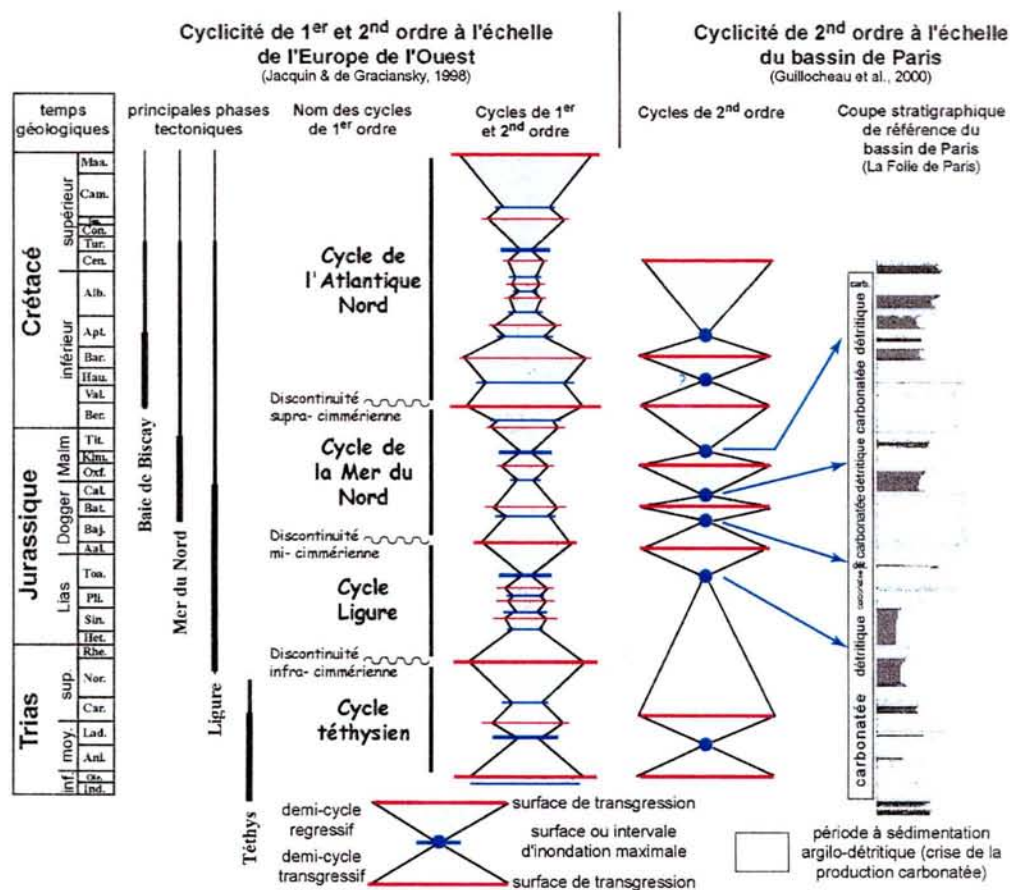 Cyclicité de 1er et 2nd ordre à l'échelle
de l'Europe de l'Ouest
(Jacquin & de Graciansky, 1998)
Cyclicité de 2nd ordre à l'échelle
du bassin de Paris
(Guillocheau et al., 2000)
temps
géologiques
principales phases
tectoniques
Nom des cycles
de 1er ordre
Cycles de 1er
et 2nd ordre
Cycles de 2nd ordre
Coupe stratigraphique
de référence du
bassin de Paris
(La Folie de Paris)
Crétacé
supérieur
inférieur
Maa.
Cam.
Con.
Tur.
Cen.
Alb.
Apt.
Bar.
Hau.
Val.
Ber.
Jurassique
Malm
Dogger
Lias
Tit.
Kim.
Oxf.
Cal.
Bat.
Baj.
Aal.
Toa.
Pli.
Sin.
Het.
Trias
sup.
moy.
inf.
Rhe.
Nor.
Car.
Lad.
Ani.
Ole.
Ind.
Baie de Biscay
Mer du Nord
Ligure
Téthys
Cycle de
l'Atlantique
Nord
Discontinuité
supra-cimmérienne
Cycle de
la Mer du
Nord
Discontinuité
mi-cimmérienne
Cycle
Ligure
Discontinuité
infra-cimmérienne
Cycle
téthysien
?
carb.
détritique
carbonatée
détritique
carbonatée
détritique
carbonatée
demi-cycle
regressif
demi-cycle
transgressif
surface de transgression
surface ou intervale
d'inondation maximale
surface de transgression
période à sédimentation
argilo-détritique (crise de la
production carbonatée)